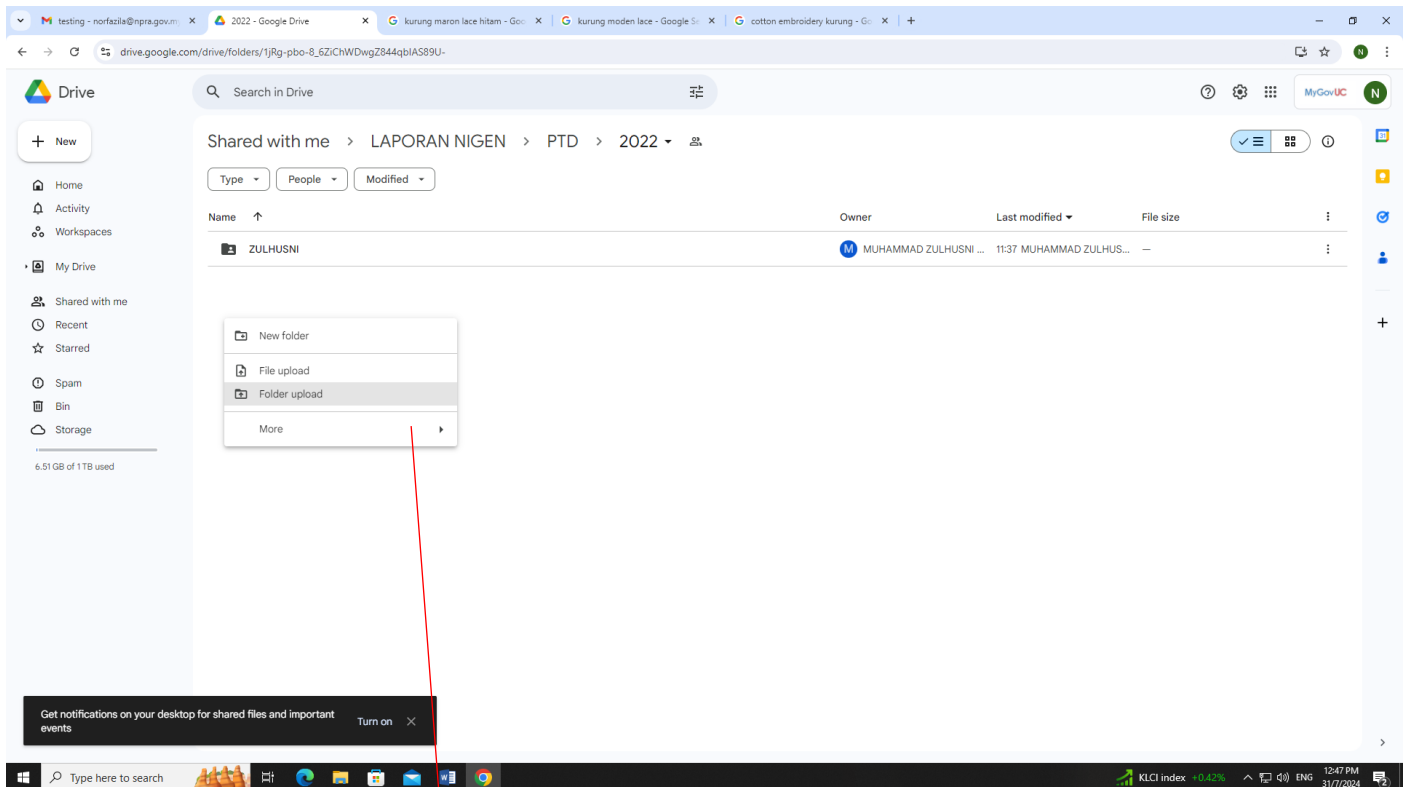 testing - norfazila@npra.gov.m
2022 - Google Drive
kurung maron lace hitam - Goo
kurung moden lace - Google Se
cotton embroidery kurung - Go
drive.google.com/drive/folders/1jRg-pbo-8_6ZiChWDwgZ844qbIAS89U-
N
Drive
Search in Drive
MyGovUC
N
New
Shared with me > LAPORAN NIGEN > PTD > 2022
Type
People
Modified
Home
Activity
Workspaces
My Drive
Shared with me
Recent
Starred
Spam
Bin
Storage
6.51 GB of 1 TB used
Name
Owner
Last modified
File size
ZULHUSNI
M
MUHAMMAD ZULHUSNI ...
11:37 MUHAMMAD ZULHUS...
—
New folder
File upload
Folder upload
More
31
Get notifications on your desktop for shared files and important
events
Turn on
Type here to search
W
KLCI index +0.42%
ENG
12:47 PM
31/7/2024
2